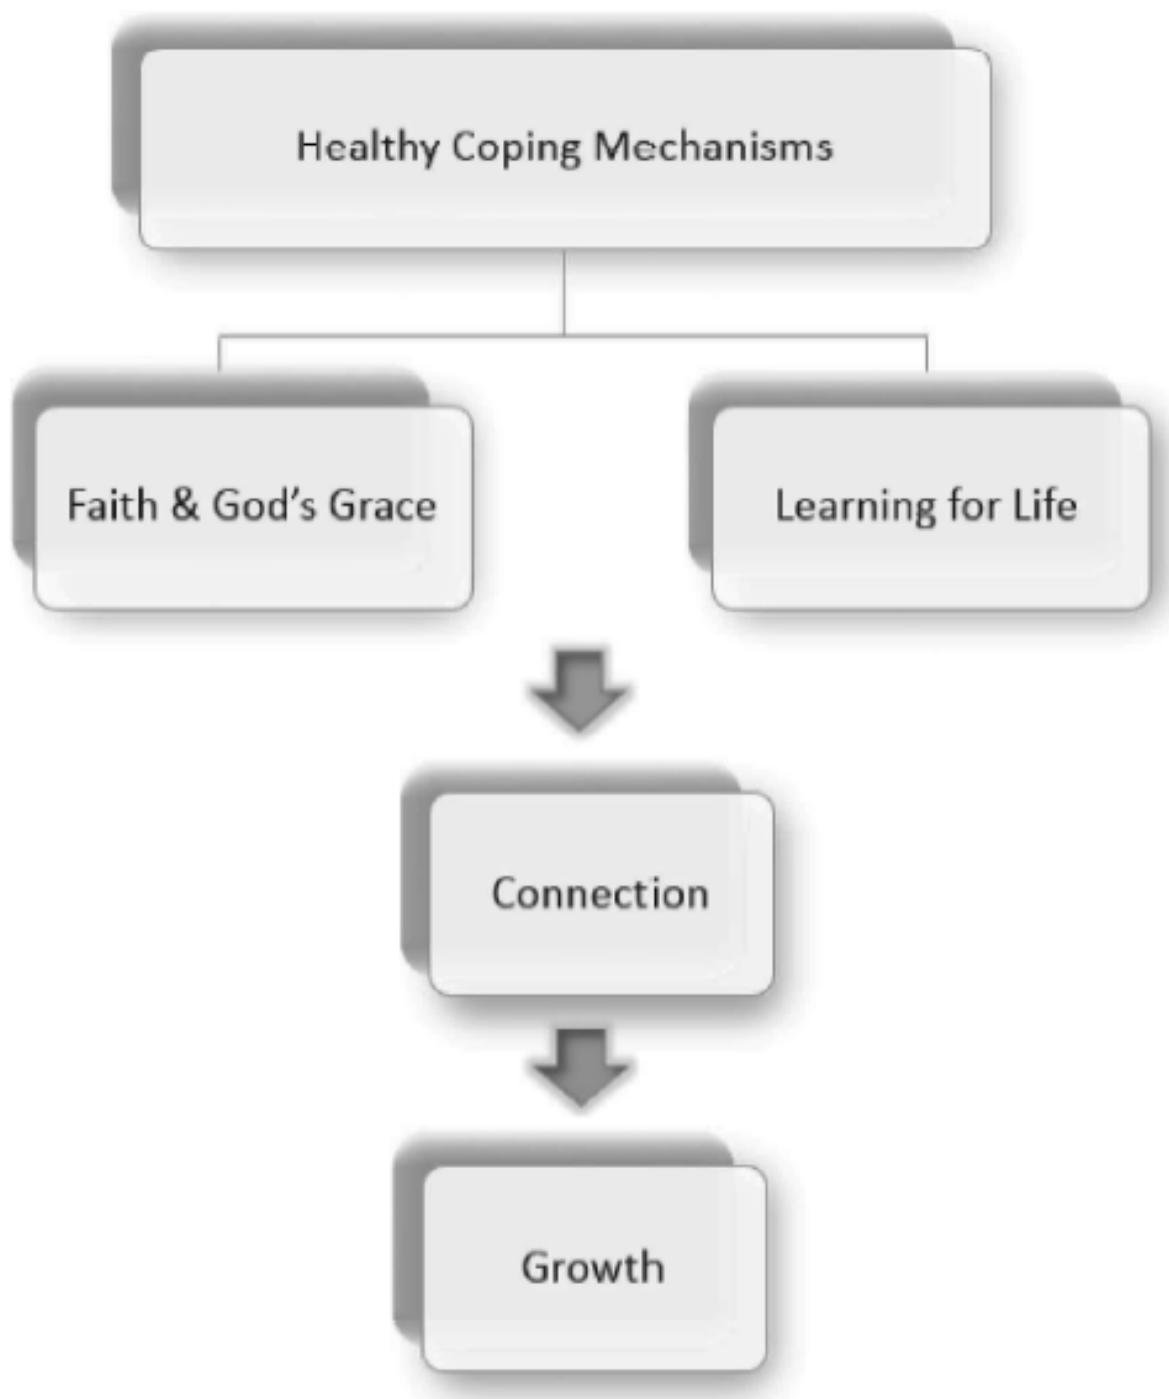 Healthy Coping Mechanisms
Faith & God’s Grace
Learning for Life
Connection
Growth